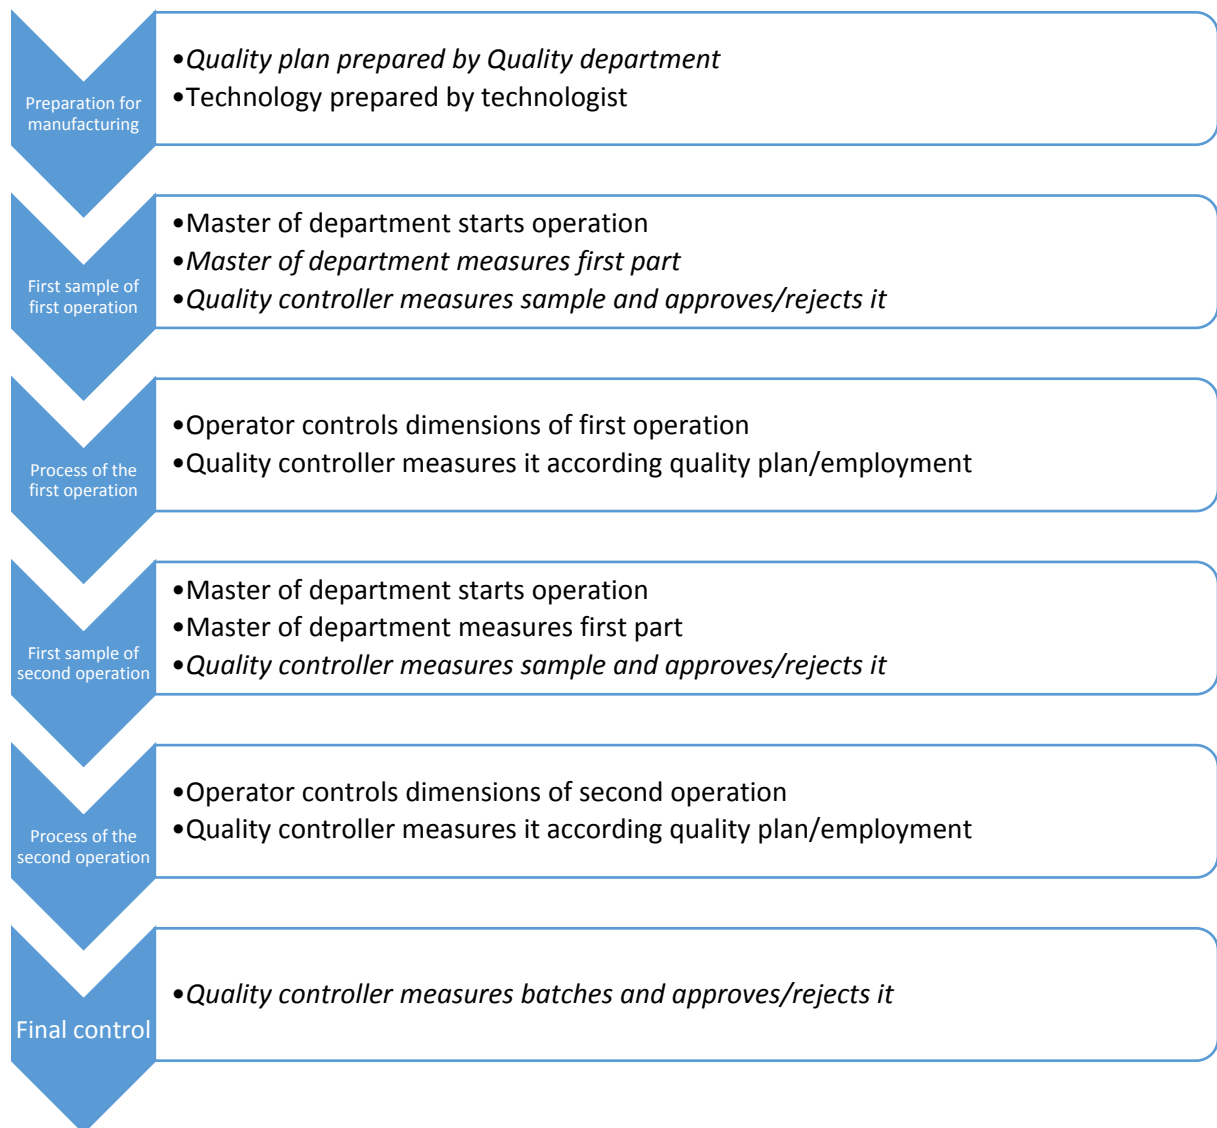 Preparation for
manufacturing
•Quality plan prepared by Quality department
•Technology prepared by technologist
First sample of
first operation
•Master of department starts operation
•Master of department measures first part
•Quality controller measures sample and approves/rejects it
Process of the
first operation
•Operator controls dimensions of first operation
•Quality controller measures it according quality plan/employment
First sample of
second operation
•Master of department starts operation
•Master of department measures first part
•Quality controller measures sample and approves/rejects it
Process of the
second operation
•Operator controls dimensions of second operation
•Quality controller measures it according quality plan/employment
Final control
•Quality controller measures batches and approves/rejects it